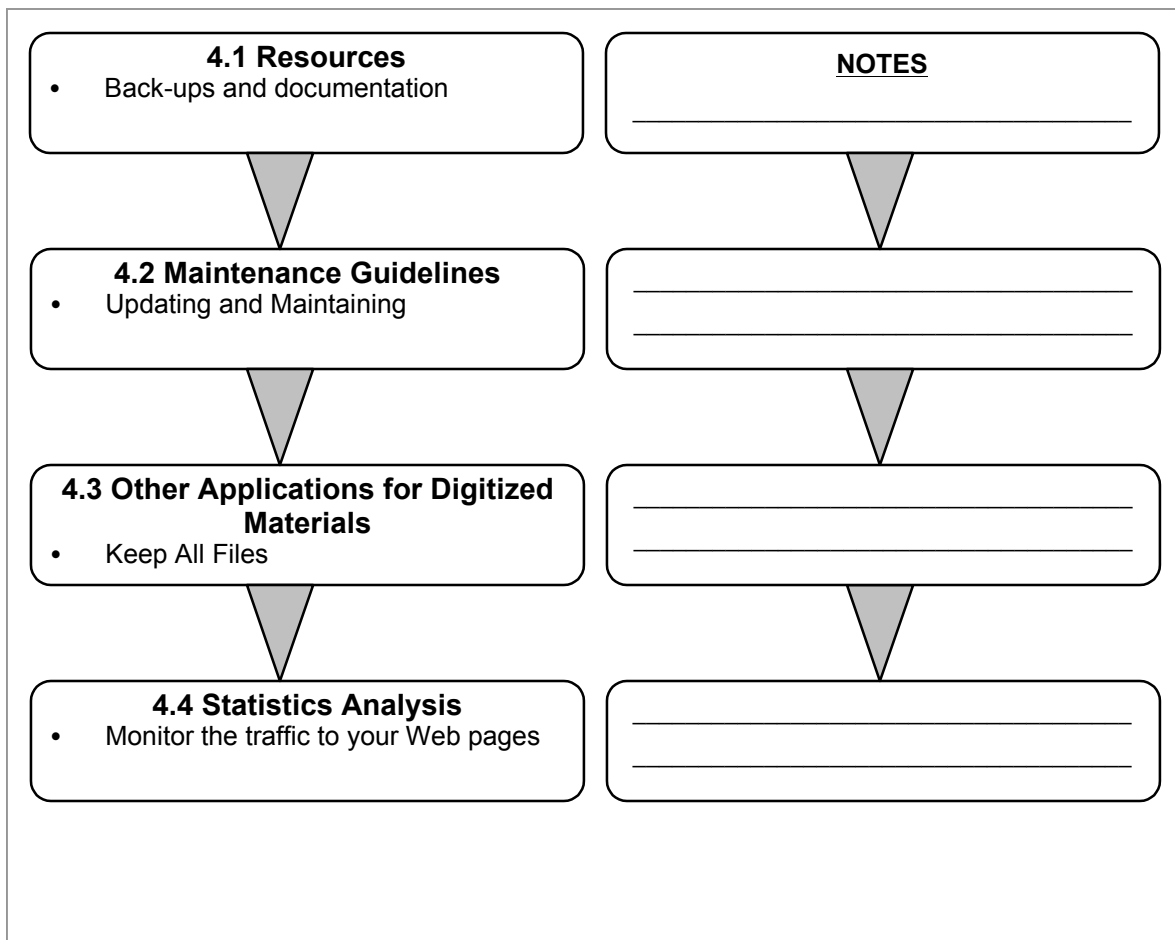 4.1 Resources
• Back-ups and documentation
NOTES
4.2 Maintenance Guidelines
• Updating and Maintaining
4.3 Other Applications for Digitized
Materials
• Keep All Files
4.4 Statistics Analysis
• Monitor the traffic to your Web pages